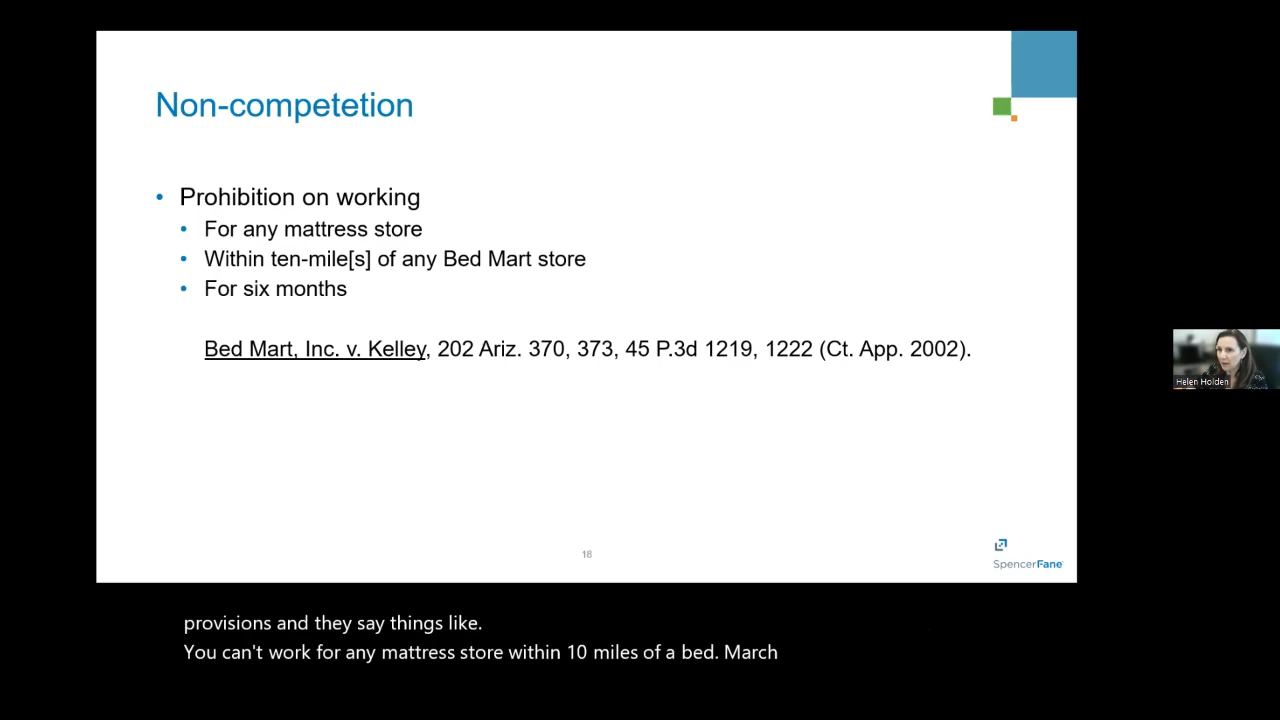 Non-competetion
• Prohibition on working
• For any mattress store
• Within ten-mile[s] of any Bed Mart store
• For six months
Bed Mart, Inc. v. Kelley, 202 Ariz. 370, 373, 45 P.3d 1219, 1222 (Ct. App. 2002).
Helen Holden
18
SpencerFane
provisions and they say things like.
You can't work for any mattress store within 10 miles of a bed. March